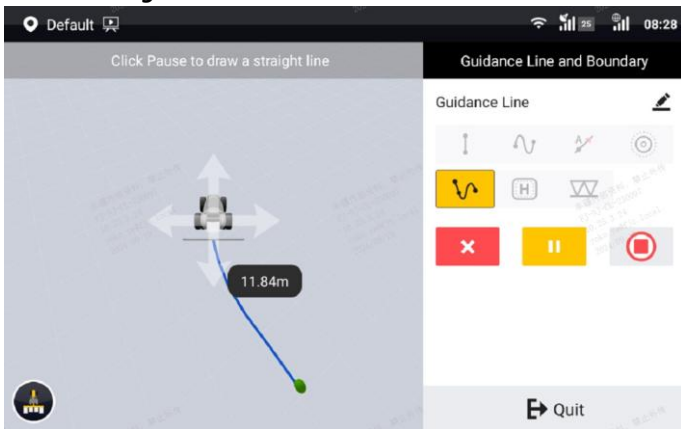 Default
25
08:28
Click Pause to draw a straight line
Guidance Line and Boundary
Guidance Line
A
H
11.84m
Quit